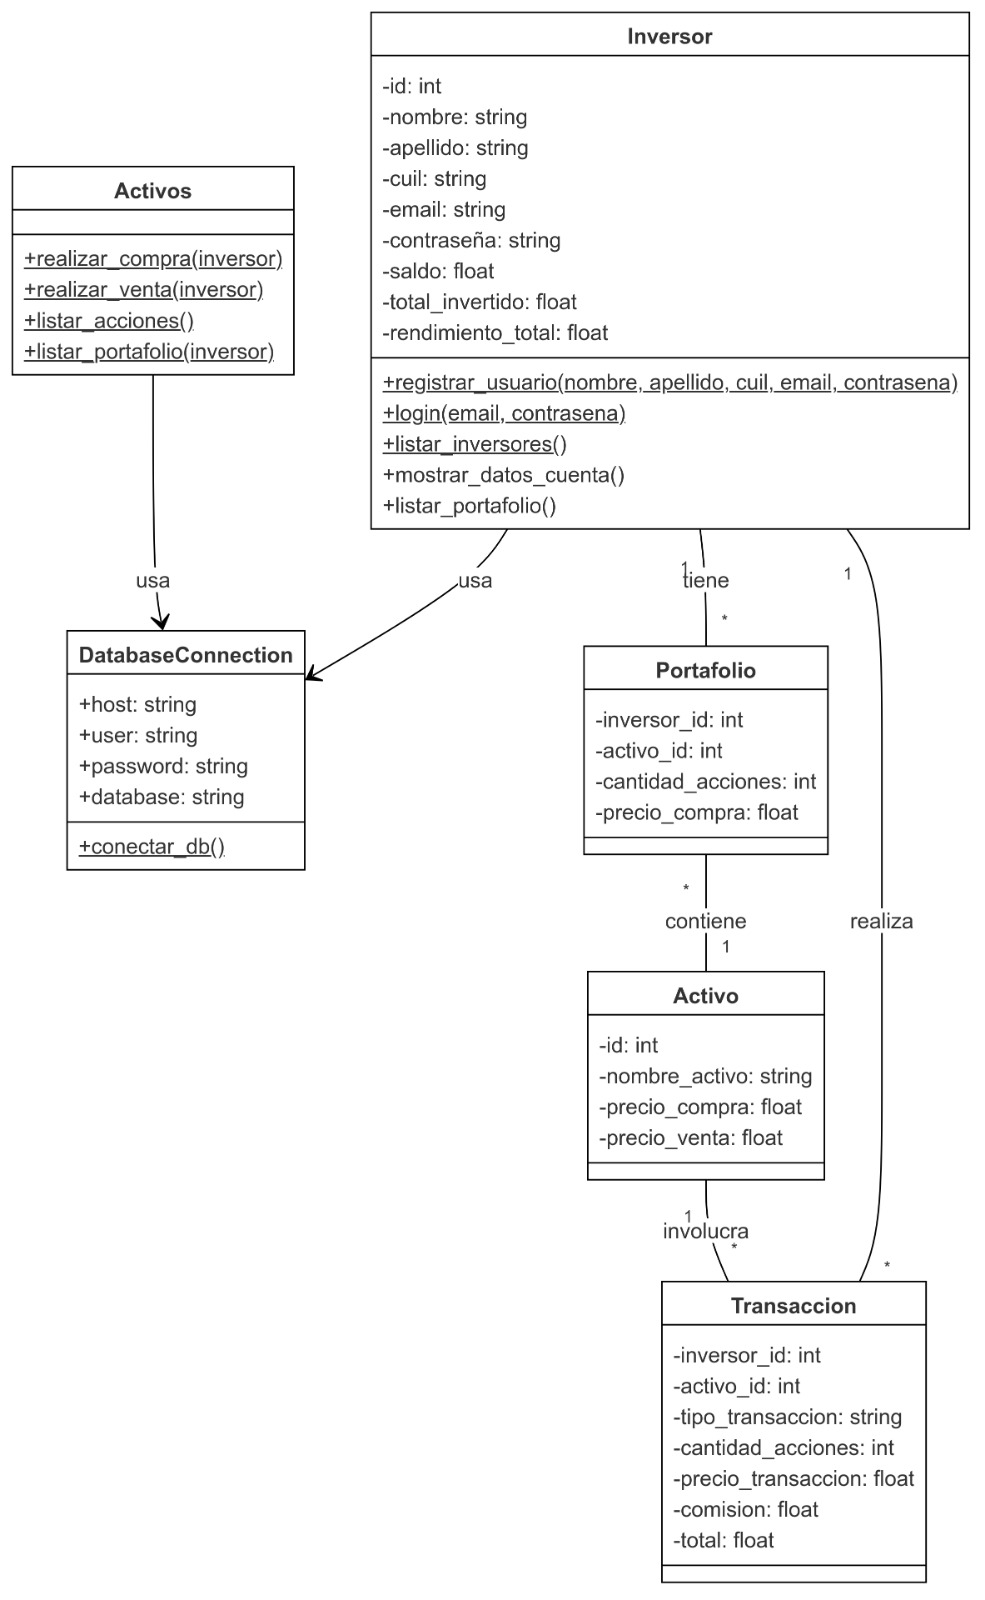 Inversor
-id: int
-nombre: string
-apellido: string
-cuil: string
-email: string
-contraseña: string
-saldo: float
-total_invertido: float
-rendimiento_total: float
+registrar_usuario(nombre, apellido, cuil, email, contrasena)
+login(email, contrasena)
+listar_inversores()
+mostrar_datos_cuenta()
+listar_portafolio()
Activos
+realizar_compra(inversor)
+realizar_venta(inversor)
+listar_acciones()
+listar_portafolio(inversor)
usa
usa
1
tiene
*
1
DatabaseConnection
+host: string
+user: string
+password: string
+database: string
+conectar_db()
Portafolio
-inversor_id: int
-activo_id: int
-cantidad_acciones: int
-precio_compra: float
*
contiene
1
realiza
Activo
-id: int
-nombre_activo: string
-precio_compra: float
-precio_venta: float
1
involucra
*
*
Transaccion
-inversor_id: int
-activo_id: int
-tipo_transaccion: string
-cantidad_acciones: int
-precio_transaccion: float
-comision: float
-total: float